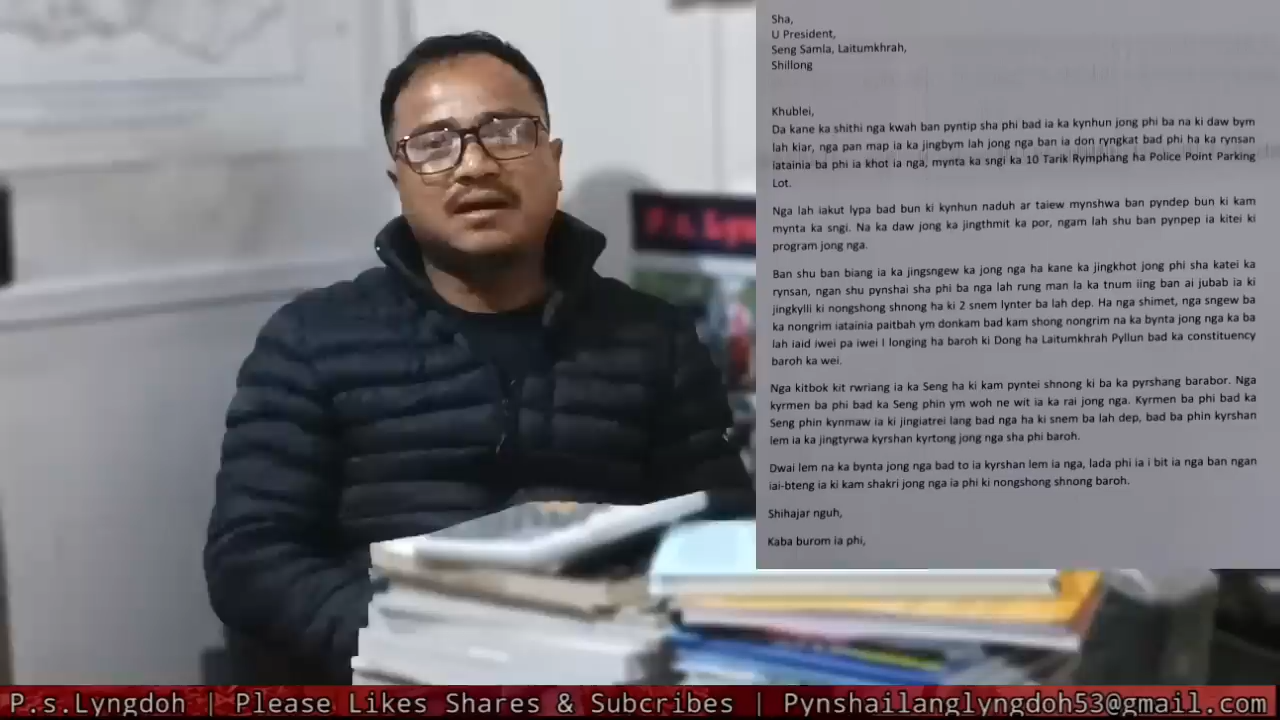 Sha,
U President,
Seng Samla, Laitumkhrah,
Shillong
Khublei,
Da kane ka shithi nga kwah ban pyntip sha phi bad ia ka kynhun jong phi ba na ki daw bym
lah kiar, nga pan map ia ka jingbym lah jong nga ban ia don ryngkat bad phi ha ka rynsan
iatainia ba phi ia khot ia nga, mynta ka sngi ka 10 Tarik Rymphang ha Police Point Parking
Lot.
Nga lah iakut lypa bad bun ki kynhun naduh ar taiew mynshwa ban pyndep bun ki kam
mynta ka sngi. Na ka daw jong ka jingthmit ka por, ngam lah shu ban pynpep ia kitei ki
program jong nga.
Ban shu ban biang ia ka jingsngew ka jong nga ha kane ka jingkhot jong phi sha katei ka
rynsan, ngan shu pynshai sha phi ba nga lah rung man la ka tnum iing ban ai jubab ia ki
jingkylli ki nongshong shnong ha ki 2 snem lynter ba lah dep. Ha nga shimet, nga sngew ba
ka nongrim iatainia paitbah ym donkam bad kam shong nongrim na ka bynta jong nga ka ba
lah iaid iwei pa iwei I longing ha baroh ki Dong ha Laitumkhrah Pyllun bad ka constituency
baroh ka wei.
Nga kitbok kit rwriang ia ka Seng ha ki kam pyntei shnong ki ba ka pyrshang barabor. Nga
kyrmen ba phi bad ka Seng phin ym woh ne wit ia ka rai jong nga. Kyrmen ba phi bad ka
Seng phin kynmaw ia ki jingiatrei lang bad nga ha ki snem ba lah dep, bad ba phin kyrshan
lem ia ka jingtyrwa kyrshan kyrtong jong nga sha phi baroh.
Dwai lem na ka bynta jong nga bad to ia kyrshan lem ia nga, lada phi ia i bit ia nga ban ngan
iai-bteng ia ki kam shakri jong nga ia phi ki nongshong shnong baroh.
Shihajar nguh,
Kaba burom ia phi,
P.s. Lyn
P.s.Lyngdoh | Please Likes Shares & Subcribes | Pynshailanglyngdoh53@gmail.com